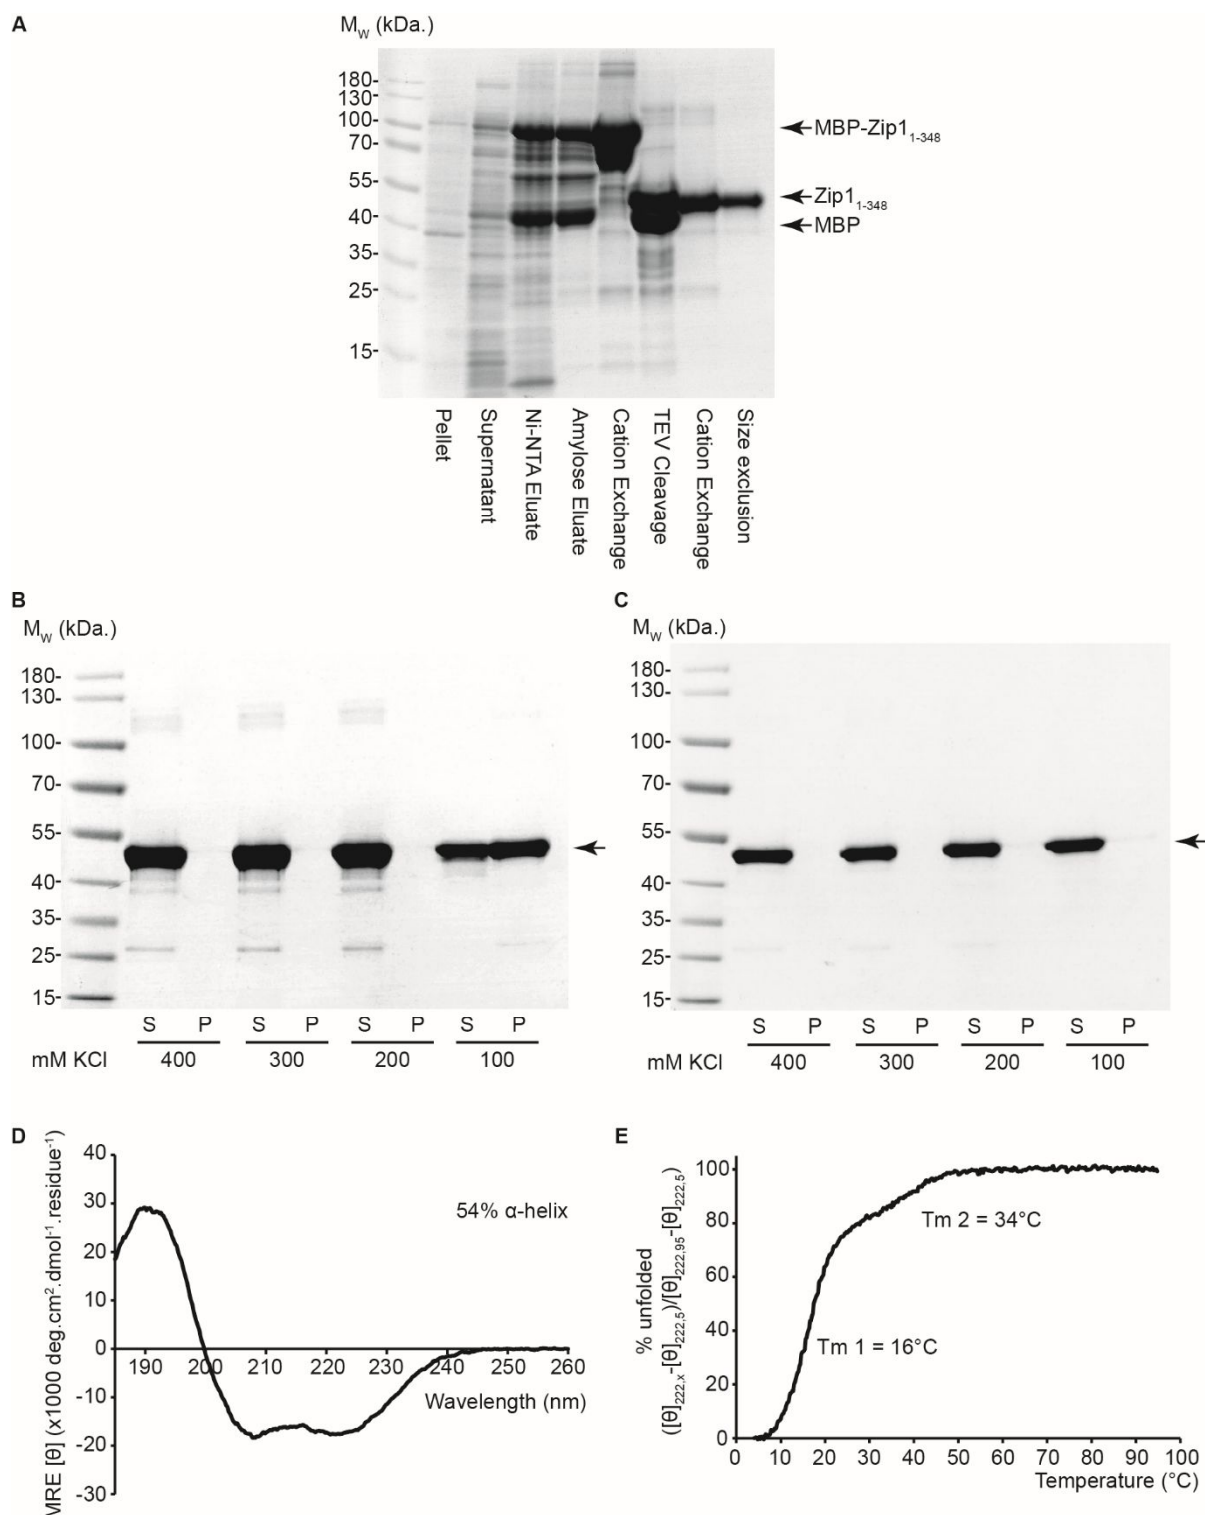 A
M_W (kDa.)
180-
130-
100-
70-
55-
40-
35-
25-
15-
MBP-Zip1_1-348
Zip1_1-348
MBP
Pellet
Supernatant
Ni-NTA Eluate
Amylose Eluate
Cation Exchange
TEV Cleavage
Cation Exchange
Size exclusion
B
M_W (kDa.)
180-
130-
100-
70-
55-
40-
35-
25-
15-
S P S P S P S P
mM KCl 400 300 200 100
C
M_W (kDa.)
180-
130-
100-
70-
55-
40-
35-
25-
15-
S P S P S P S P
mM KCl 400 300 200 100
D
MRE [θ] (x1000 deg.cm².dmol⁻¹.residue⁻¹)
40
30
20
10
0
-10
-20
-30
54% α-helix
190 200 210 220 230 240 250 260
Wavelength (nm)
E
% unfolded
([θ]_222,x-[θ]_222,5)/[θ]_222,95-[θ]_222,5)
100
80
60
40
20
0
Tm 2 = 34°C
Tm 1 = 16°C
0 10 20 30 40 50 60 70 80 90 100
Temperature (°C)